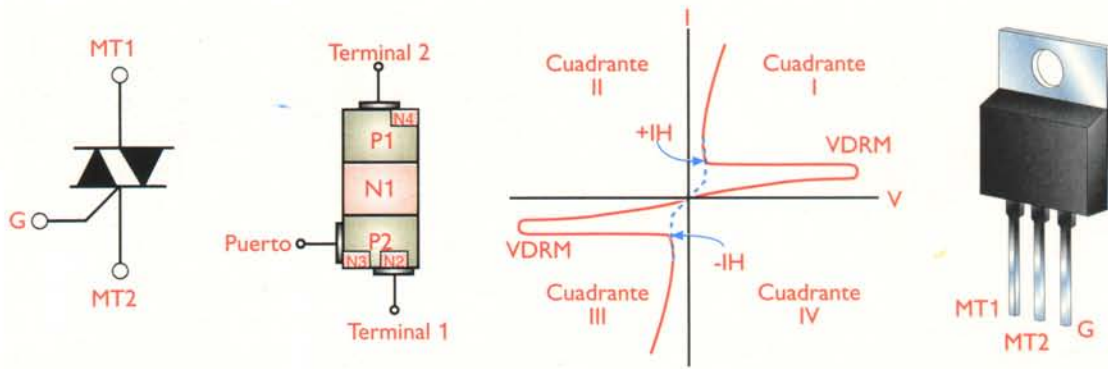 MT1
G
MT2
Terminal 2
N4
P1
N1
P2
N3
N2
Puerto
Terminal 1
I
Cuadrante
II
Cuadrante
I
+IH
VDRM
V
VDRM
-IH
Cuadrante
III
Cuadrante
IV
MT1
MT2
G